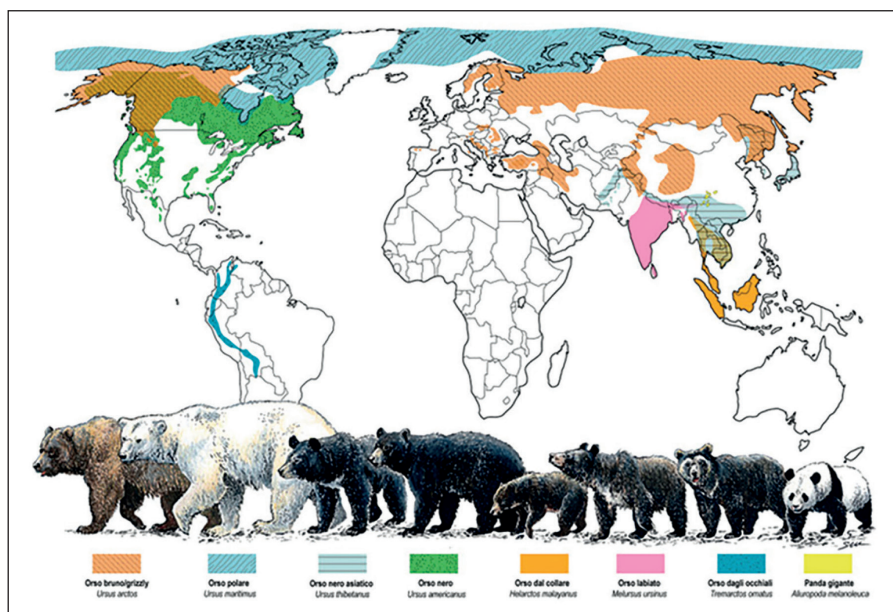 Orso bruno/grizzly
Ursus arctos
Orso polare
Ursus maritimus
Orso nero asiatico
Ursus thibetanus
Orso nero
Ursus americanus
Orso dal collare
Helarctos malayanus
Orso labiato
Melursus ursinus
Orso dagli occhiali
Tremarctos ornatus
Panda gigante
Ailuropoda melanoleuca